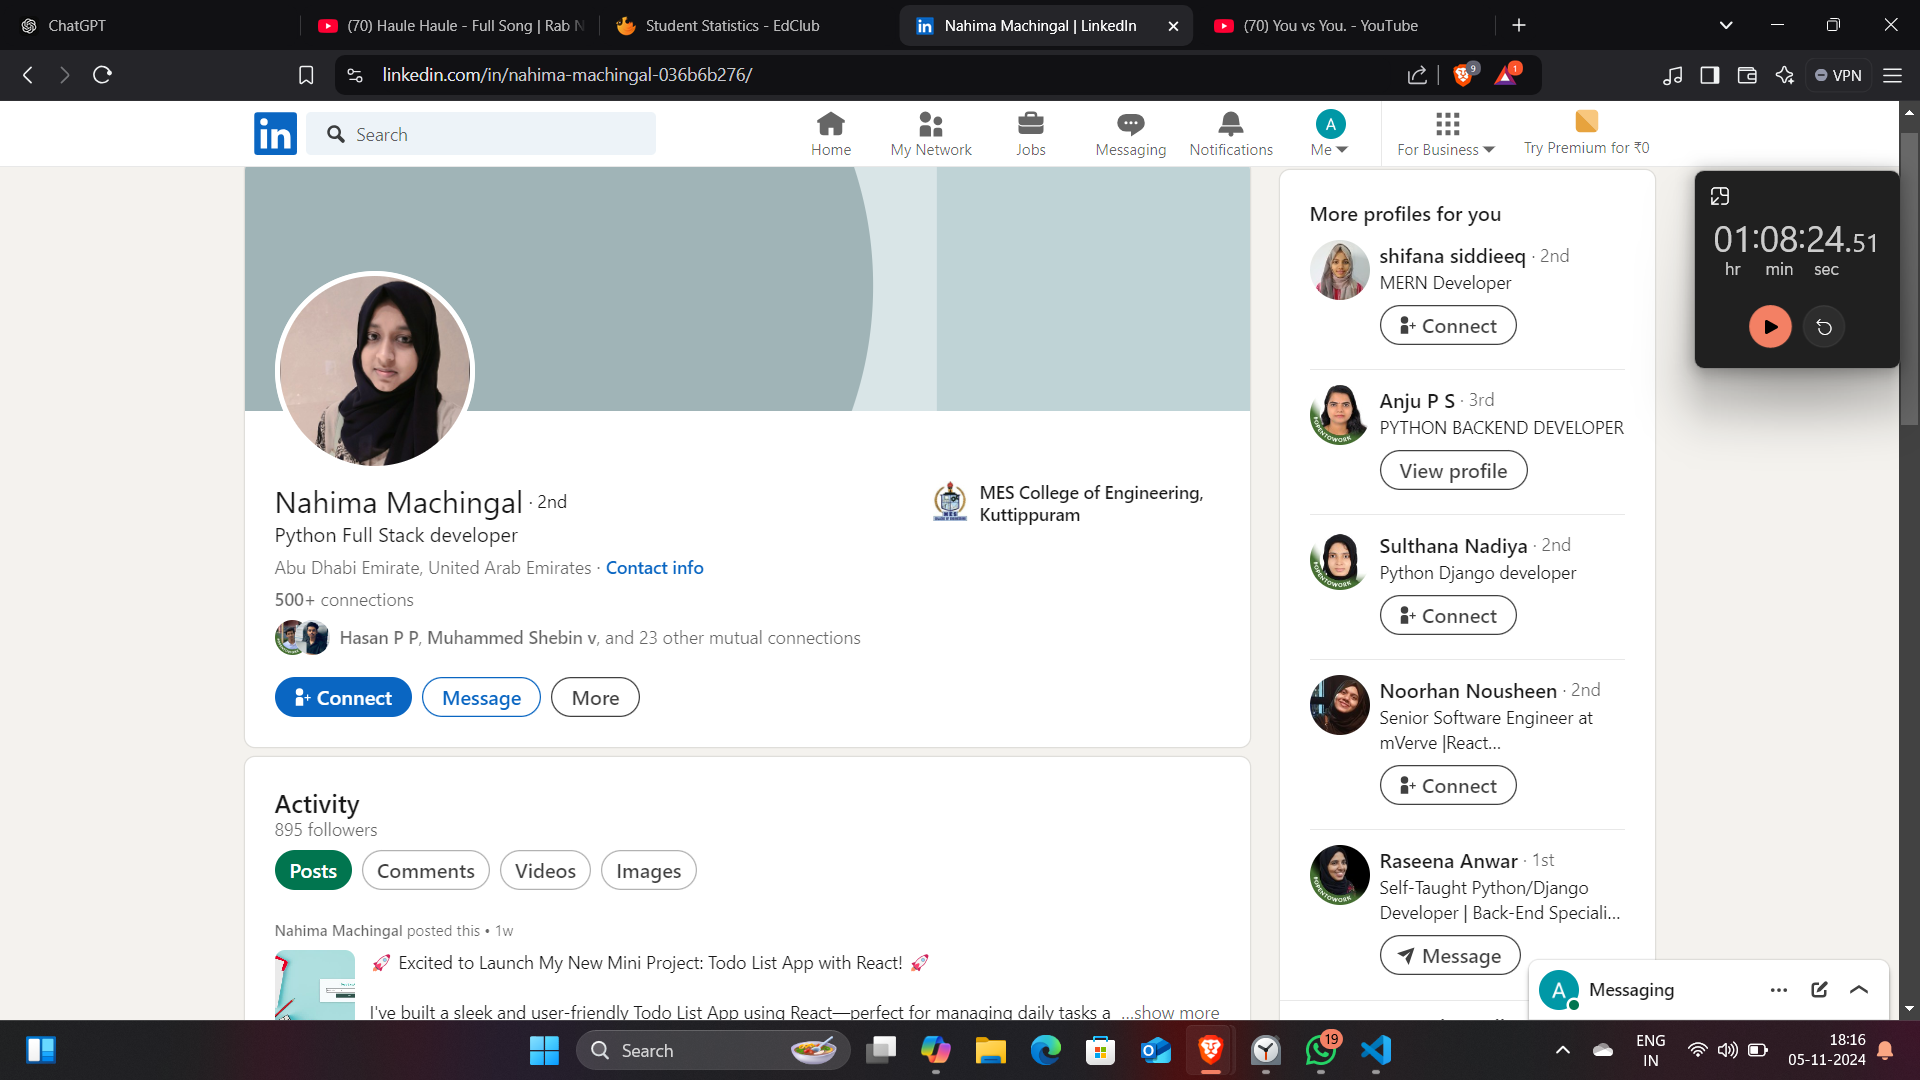 ChatGPT
(70) Haule Haule - Full Song | Rab N
Student Statistics - EdClub
Nahima Machingal | LinkedIn
(70) You vs You. - YouTube
linkedin.com/in/nahima-machingal-036b6b276/
9
1
VPN
in
Search
Home
My Network
Jobs
Messaging
Notifications
A
Me
For Business
Try Premium for ₹0
01:08:24.51
hr min sec
Nahima Machingal · 2nd
Python Full Stack developer
Abu Dhabi Emirate, United Arab Emirates · Contact info
500+ connections
Hasan P P, Muhammed Shebin v, and 23 other mutual connections
Connect
Message
More
MES College of Engineering,
Kuttippuram
Activity
895 followers
Posts
Comments
Videos
Images
Nahima Machingal posted this • 1w
🚀 Excited to Launch My New Mini Project: Todo List App with React! 🚀
I've built a sleek and user-friendly Todo List App using React—perfect for managing daily tasks a ...show more
More profiles for you
shifana siddieeq · 2nd
MERN Developer
Connect
Anju P S · 3rd
PYTHON BACKEND DEVELOPER
View profile
Sulthana Nadiya · 2nd
Python Django developer
Connect
Noorhan Nousheen · 2nd
Senior Software Engineer at
mVerve |React...
Connect
Raseena Anwar · 1st
Self-Taught Python/Django
Developer | Back-End Speciali...
Message
A
Messaging
Search
19
ENG
IN
18:16
05-11-2024